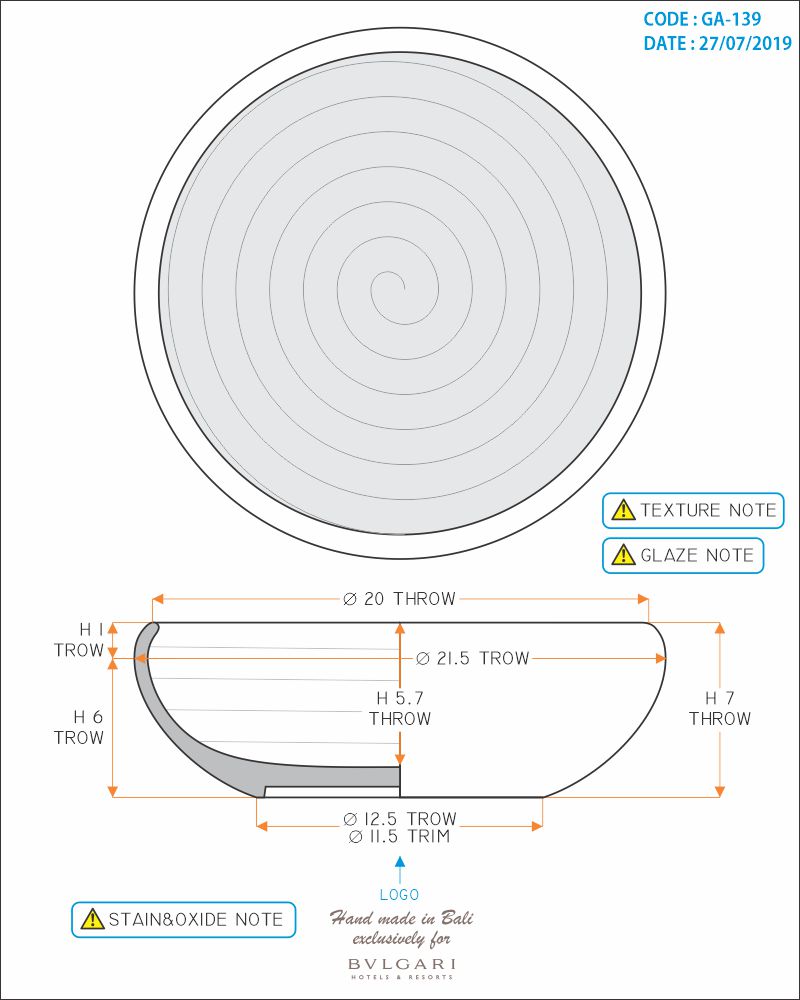 CODE : GA-139
DATE : 27/07/2019
TEXTURE NOTE
GLAZE NOTE
Ø 20 THROW
H 1
TROW
Ø 21.5 TROW
H 5.7
THROW
H 7
THROW
H 6
TROW
Ø 12.5 TROW
Ø 11.5 TRIM
LOGO
STAIN&OXIDE NOTE
Hand made in Bali
exclusively for
BVLGARI
HOTELS & RESORTS